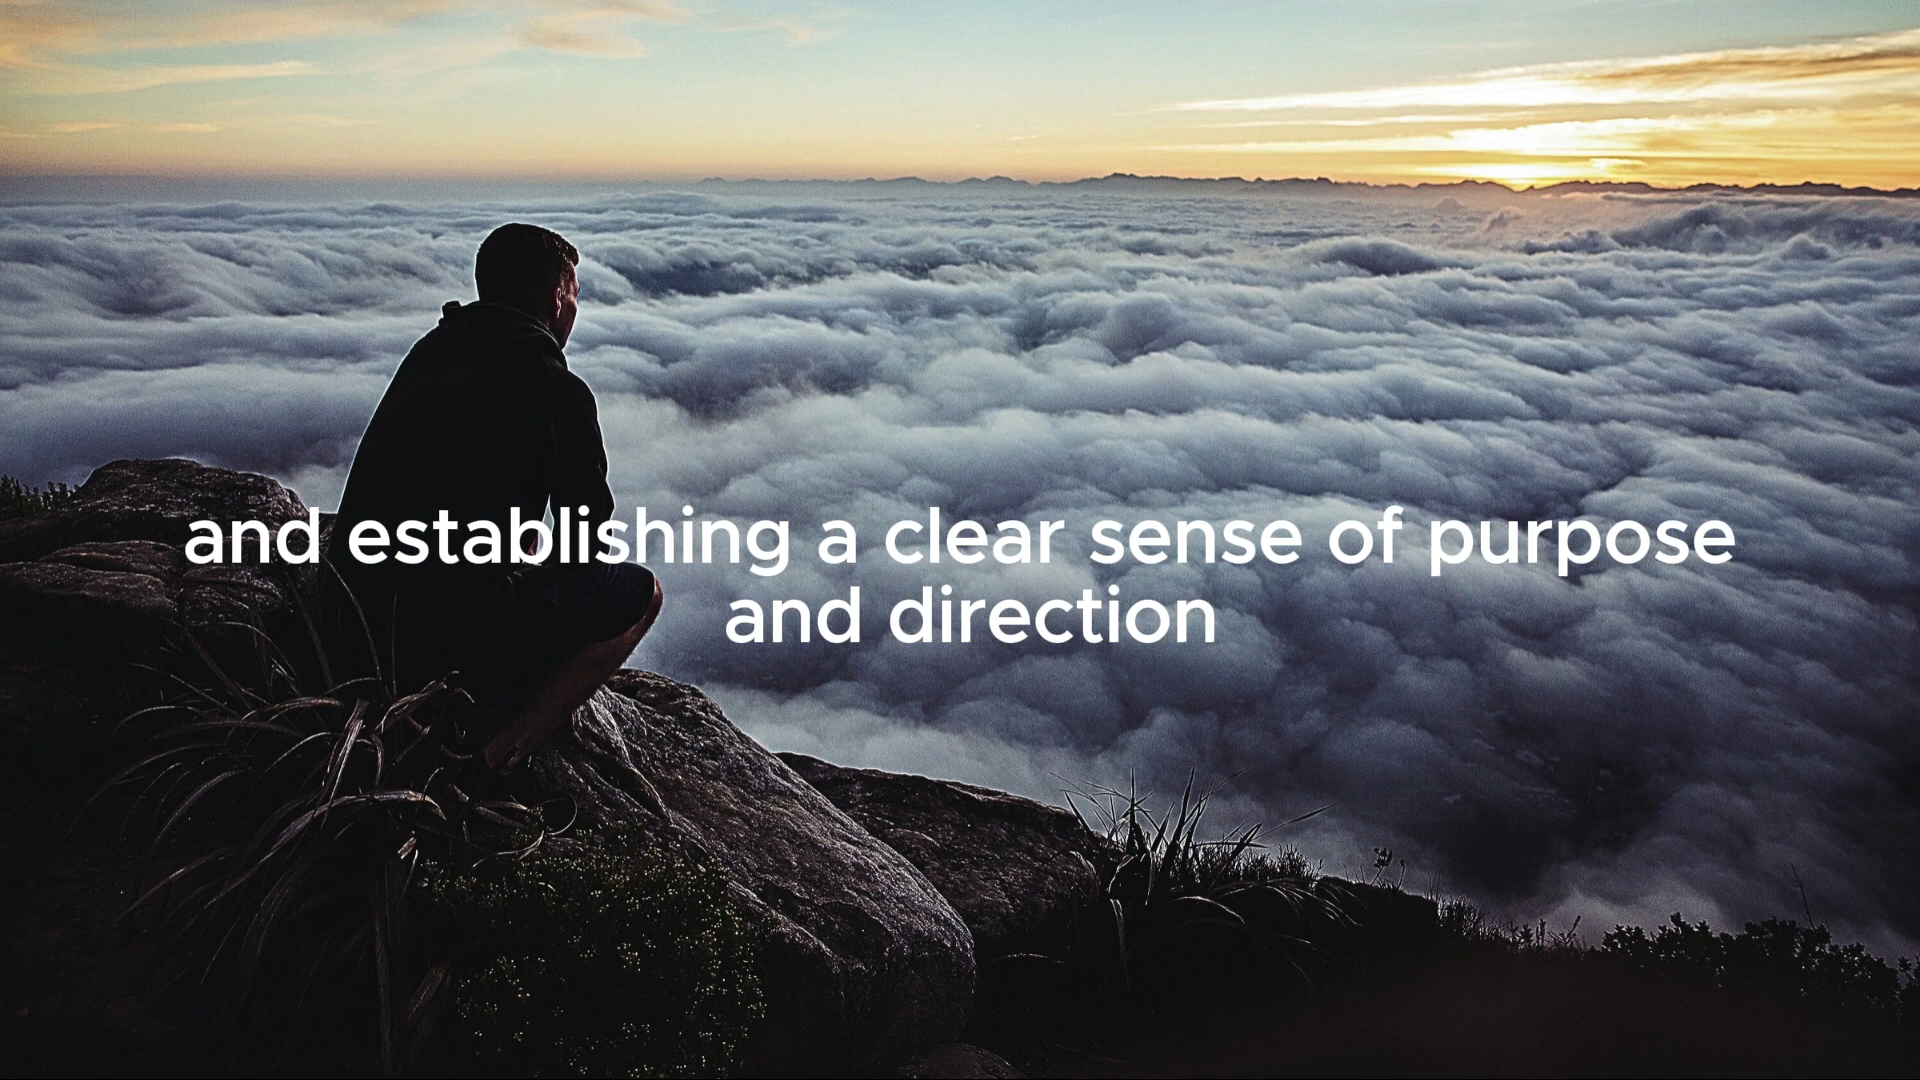 and establishing a clear sense of purpose
and direction